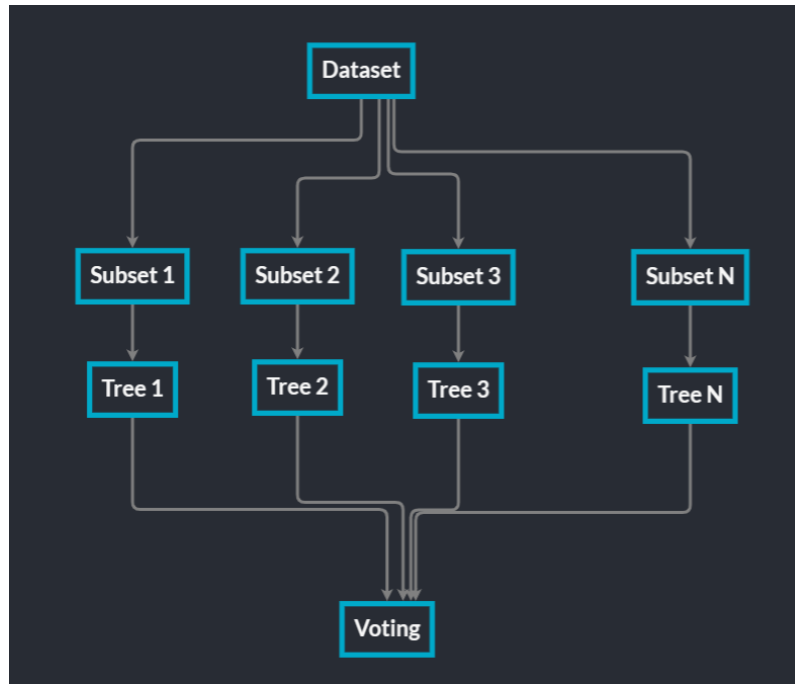 Dataset
Subset 1
Subset 2
Subset 3
Subset N
Tree 1
Tree 2
Tree 3
Tree N
Voting